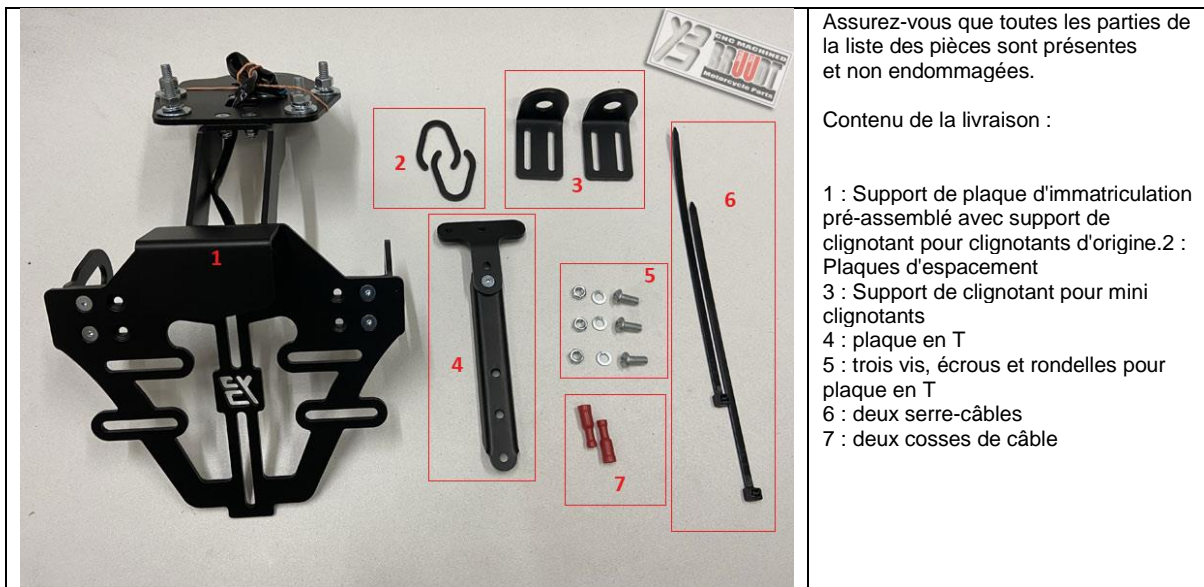 CNC MACHINED
Motorcycle Parts
1
2
3
4
5
6
7
Assurez-vous que toutes les parties de
la liste des pièces sont présentes
et non endommagées.
Contenu de la livraison :
1 : Support de plaque d'immatriculation
pré-assemblé avec support de
clignotant pour clignotants d'origine.2 :
Plaques d'espacement
3 : Support de clignotant pour mini
clignotants
4 : plaque en T
5 : trois vis, écrous et rondelles pour
plaque en T
6 : deux serre-câbles
7 : deux cosses de câble